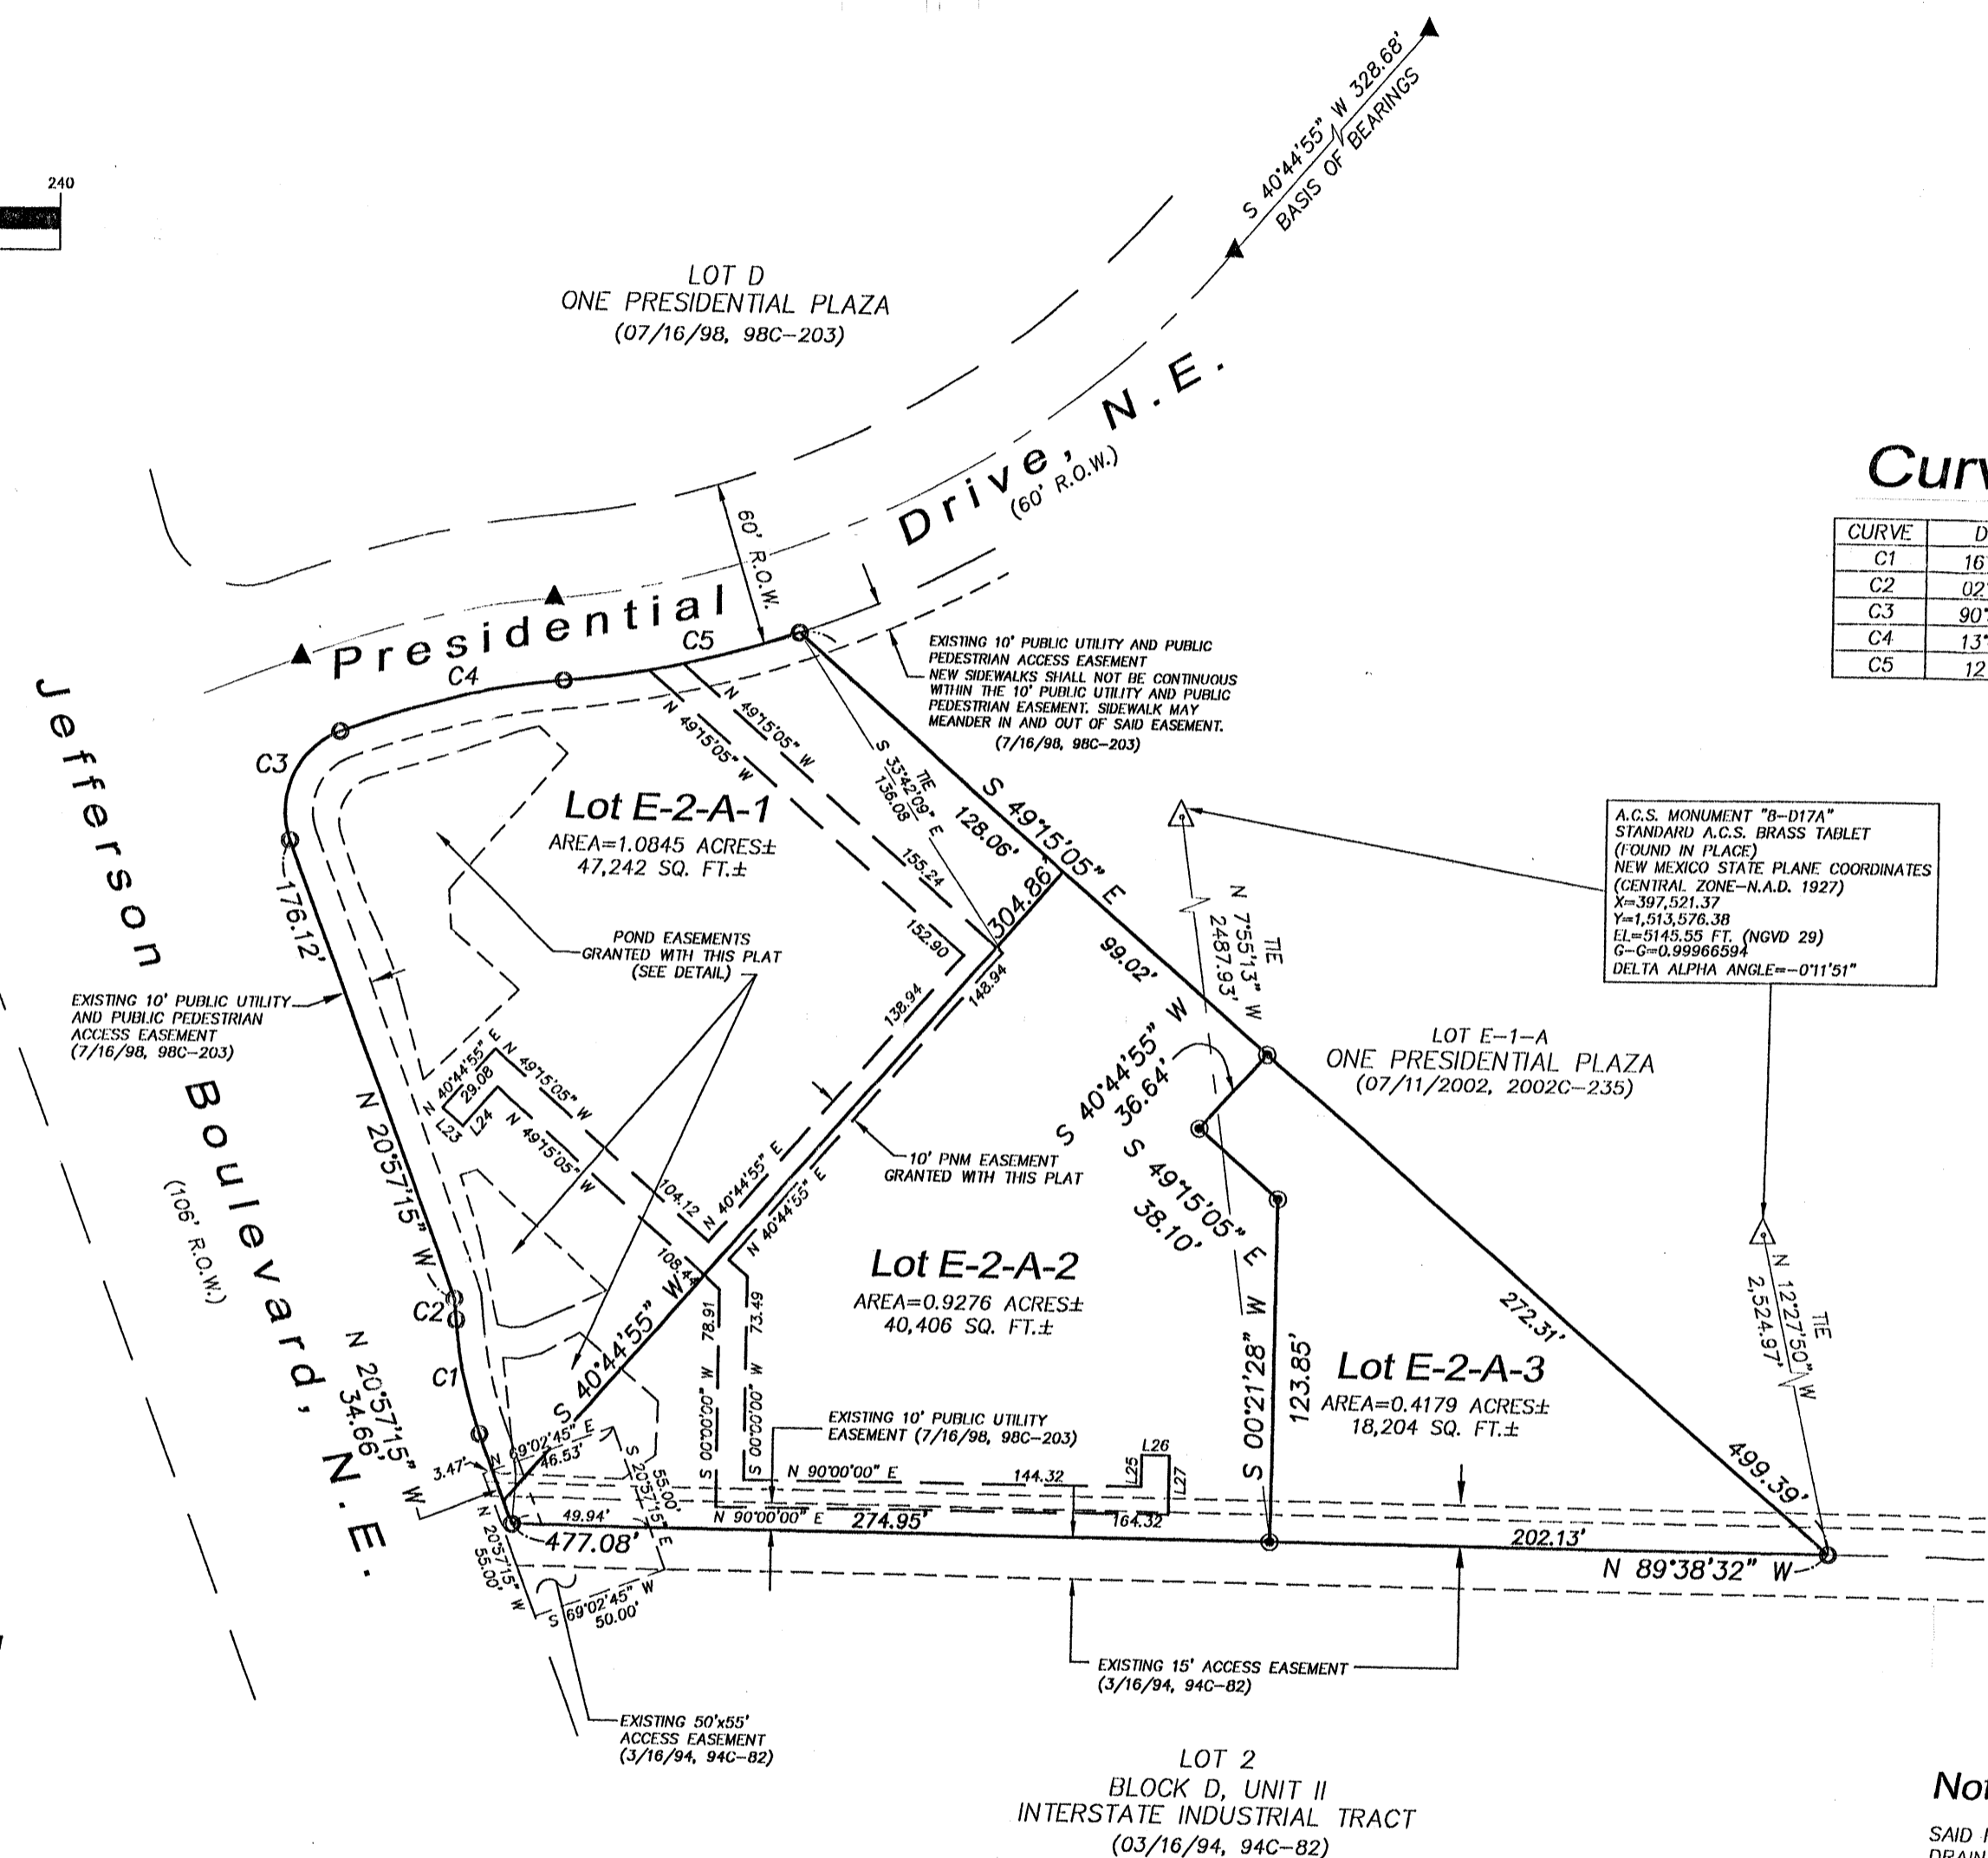 240
S 40°44'55" W 328.68'
BASIS OF BEARINGS
LOT D
ONE PRESIDENTIAL PLAZA
(07/16/98, 98C-203)
Presidential Drive, N.E.
(60' R.O.W.)
60' R.O.W.
Curv
CURVE D
C1 16
C2 02°
C3 90°
C4 13°
C5 12
C5
C4
C3
EXISTING 10' PUBLIC UTILITY AND PUBLIC
PEDESTRIAN ACCESS EASEMENT
NEW SIDEWALKS SHALL NOT BE CONTINUOUS
WITHIN THE 10' PUBLIC UTILITY AND PUBLIC
PEDESTRIAN EASEMENT. SIDEWALK MAY
MEANDER IN AND OUT OF SAID EASEMENT.
(7/16/98, 98C-203)
N 49°15'05" W
N 49°15'05" W
TIE
S 33°42'09" E
136.08
S 49°15'05" E
128.06'
Lot E-2-A-1
AREA=1.0845 ACRES±
47,242 SQ. FT.±
155.24
152.90
304.86'
148.94
138.94
99.02'
TIE
N 7°55'13" W
2487.93'
A.C.S. MONUMENT "8-D17A"
STANDARD A.C.S. BRASS TABLET
(FOUND IN PLACE)
NEW MEXICO STATE PLANE COORDINATES
(CENTRAL ZONE-N.A.D. 1927)
X=397,521.37
Y=1,513,576.38
EL=5145.55 FT. (NGVD 29)
G-G=0.99966594
DELTA ALPHA ANGLE=-0°11'51"
Jefferson Boulevard, N.E.
(106' R.O.W.)
176.12'
N 20°57'15" W
POND EASEMENTS
GRANTED WITH THIS PLAT
(SEE DETAIL)
EXISTING 10' PUBLIC UTILITY
AND PUBLIC PEDESTRIAN
ACCESS EASEMENT
(7/16/98, 98C-203)
LOT E-1-A
ONE PRESIDENTIAL PLAZA
(07/11/2002, 2002C-235)
S 40°44'55" W
36.64'
S 49°15'05" E
38.10'
N 40°44'55" E
29.08
L23
L24
N 49°15'05" W
N 49°15'05" W
104.12
108.44
N 40°44'55" E
N 40°44'55" E
10' PNM EASEMENT
GRANTED WITH THIS PLAT
Lot E-2-A-2
AREA=0.9276 ACRES±
40,406 SQ. FT.±
S 40°44'55" W
S 00°00'00" W 78.91
S 00°00'00" W 73.49
S 00°21'28" W
123.85'
272.31'
499.39'
TIE
N 12°27'50" W
2,524.97'
Lot E-2-A-3
AREA=0.4179 ACRES±
18,204 SQ. FT.±
C2
C1
N 20°57'15" W
34.66'
3.47'
N 69°02'45" E
46.53'
S 20°57'15" E
55.00'
EXISTING 10' PUBLIC UTILITY
EASEMENT (7/16/98, 98C-203)
N 90°00'00" E 144.32
L25
L26
L27
49.94'
N 90°00'00" E 274.95' 164.32
477.08'
202.13'
N 89°38'32" W
N 20°57'15" W
55.00'
S 69°02'45" W
50.00'
EXISTING 15' ACCESS EASEMENT
(3/16/94, 94C-82)
EXISTING 50'x55'
ACCESS EASEMENT
(3/16/94, 94C-82)
LOT 2
BLOCK D, UNIT II
INTERSTATE INDUSTRIAL TRACT
(03/16/94, 94C-82)
Not
SAID
DRAIN